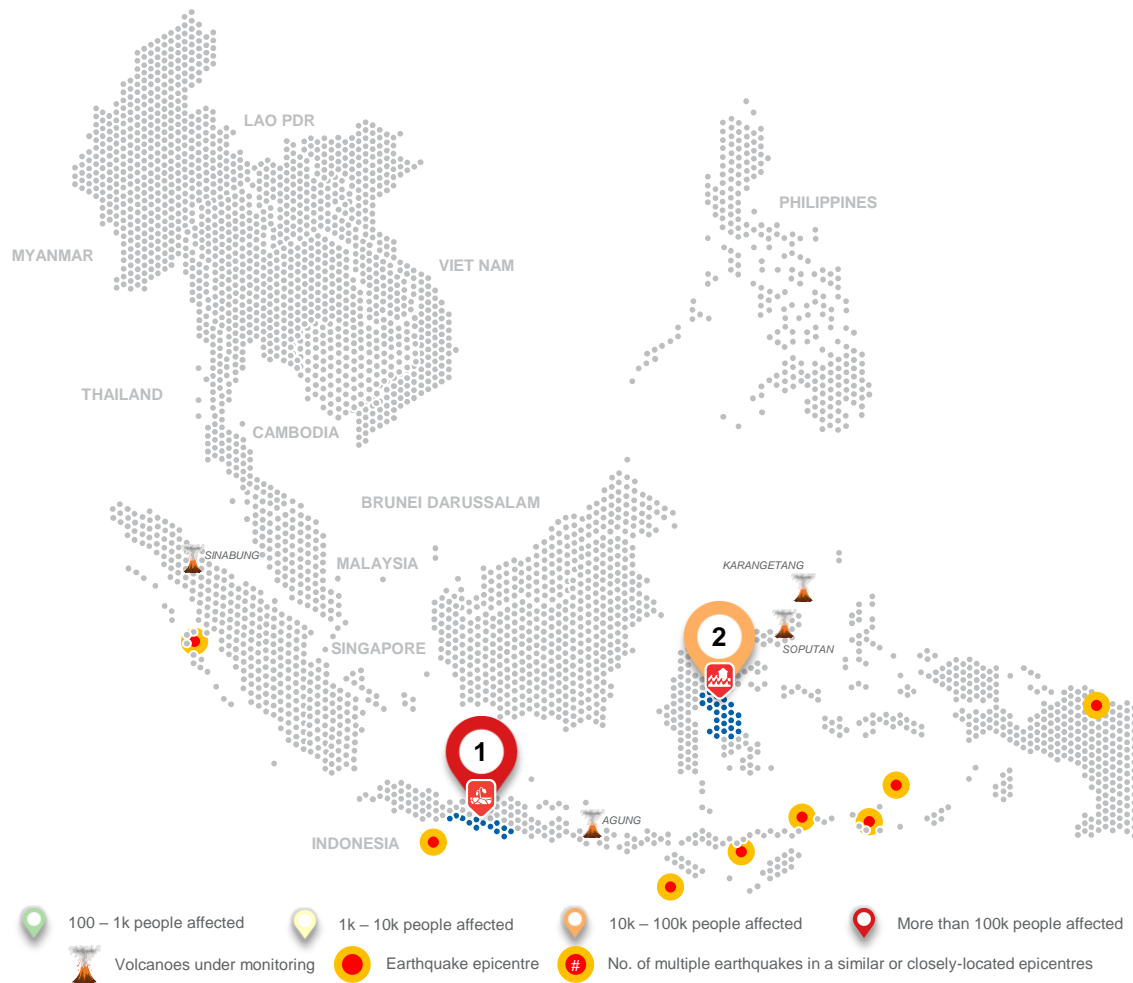 LAO PDR
PHILIPPINES
MYANMAR
VIET NAM
THAILAND
CAMBODIA
BRUNEI DARUSSALAM
SINABUNG
MALAYSIA
KARANGETANG
2
SINGAPORE
SOPUTAN
1
AGUNG
INDONESIA
100 – 1k people affected
1k – 10k people affected
10k – 100k people affected
More than 100k people affected
Volcanoes under monitoring
Earthquake epicentre
#
No. of multiple earthquakes in a similar or closely-located epicentres